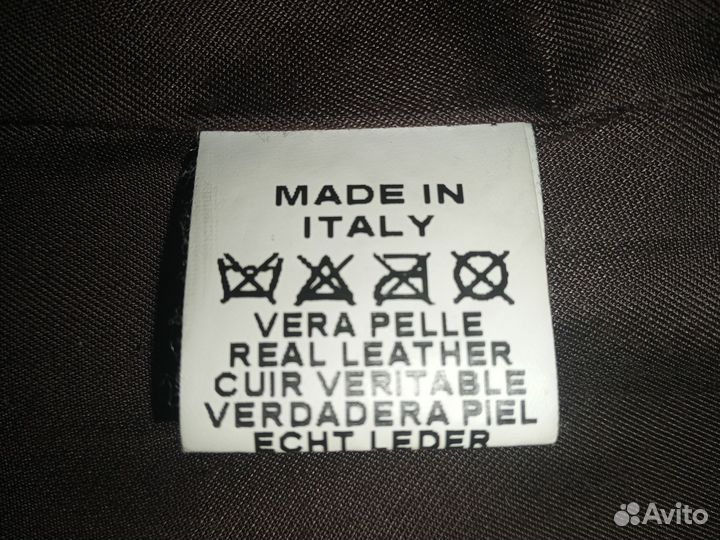 MADE IN
ITALY
VERA PELLE
REAL LEATHER
CUIR VERITABLE
VERDADERA PIEL
ECHT LEDER
Avito